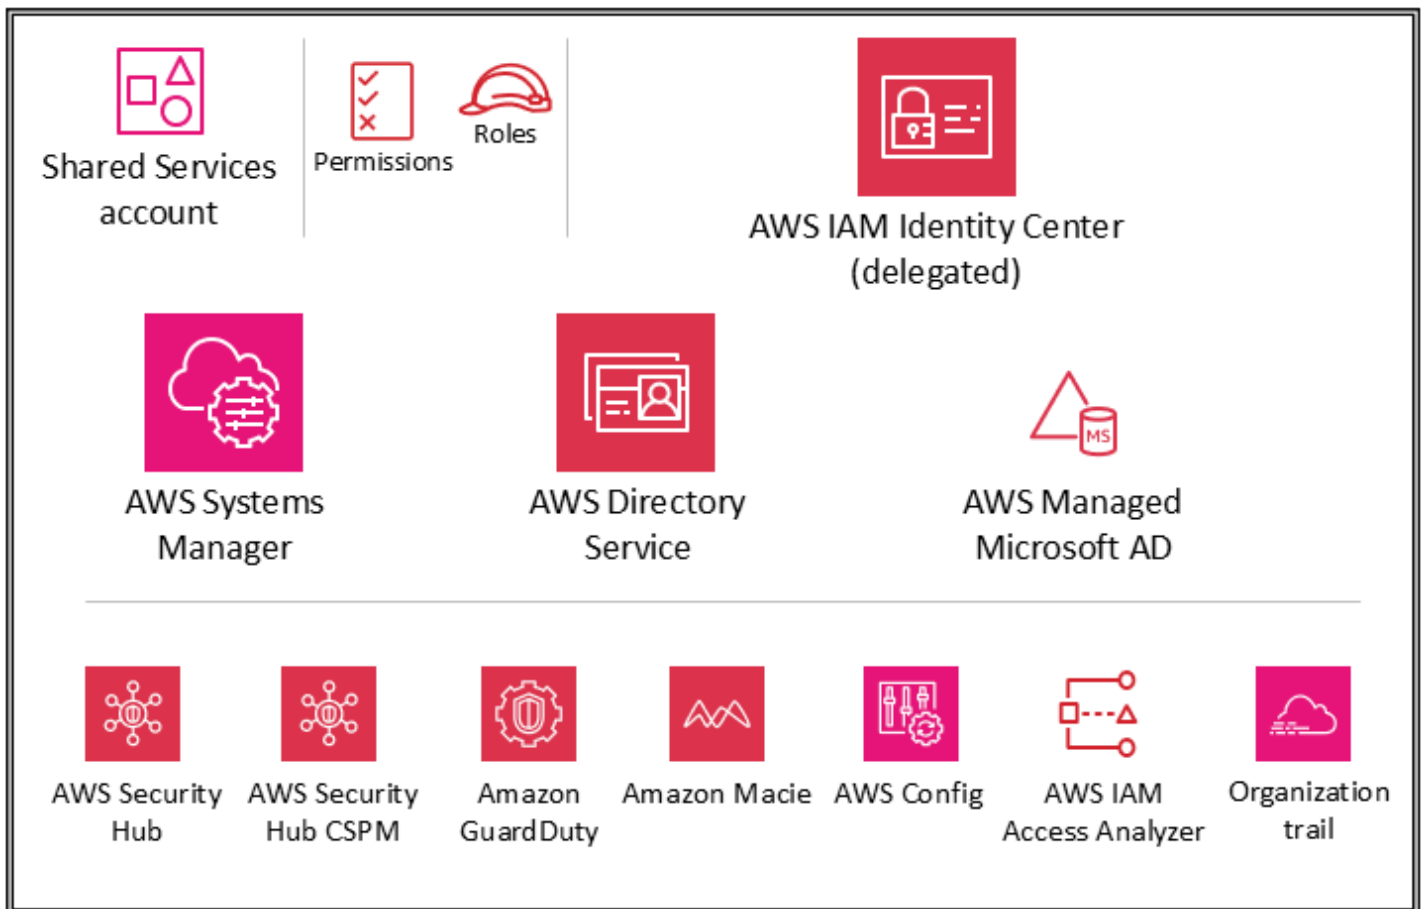 Shared Services
account
Permissions
Roles
AWS IAM Identity Center
(delegated)
AWS Systems
Manager
AWS Directory
Service
MS
AWS Managed
Microsoft AD
AWS Security
Hub
AWS Security
Hub CSPM
Amazon
GuardDuty
Amazon Macie
AWS Config
AWS IAM
Access Analyzer
Organization
trail